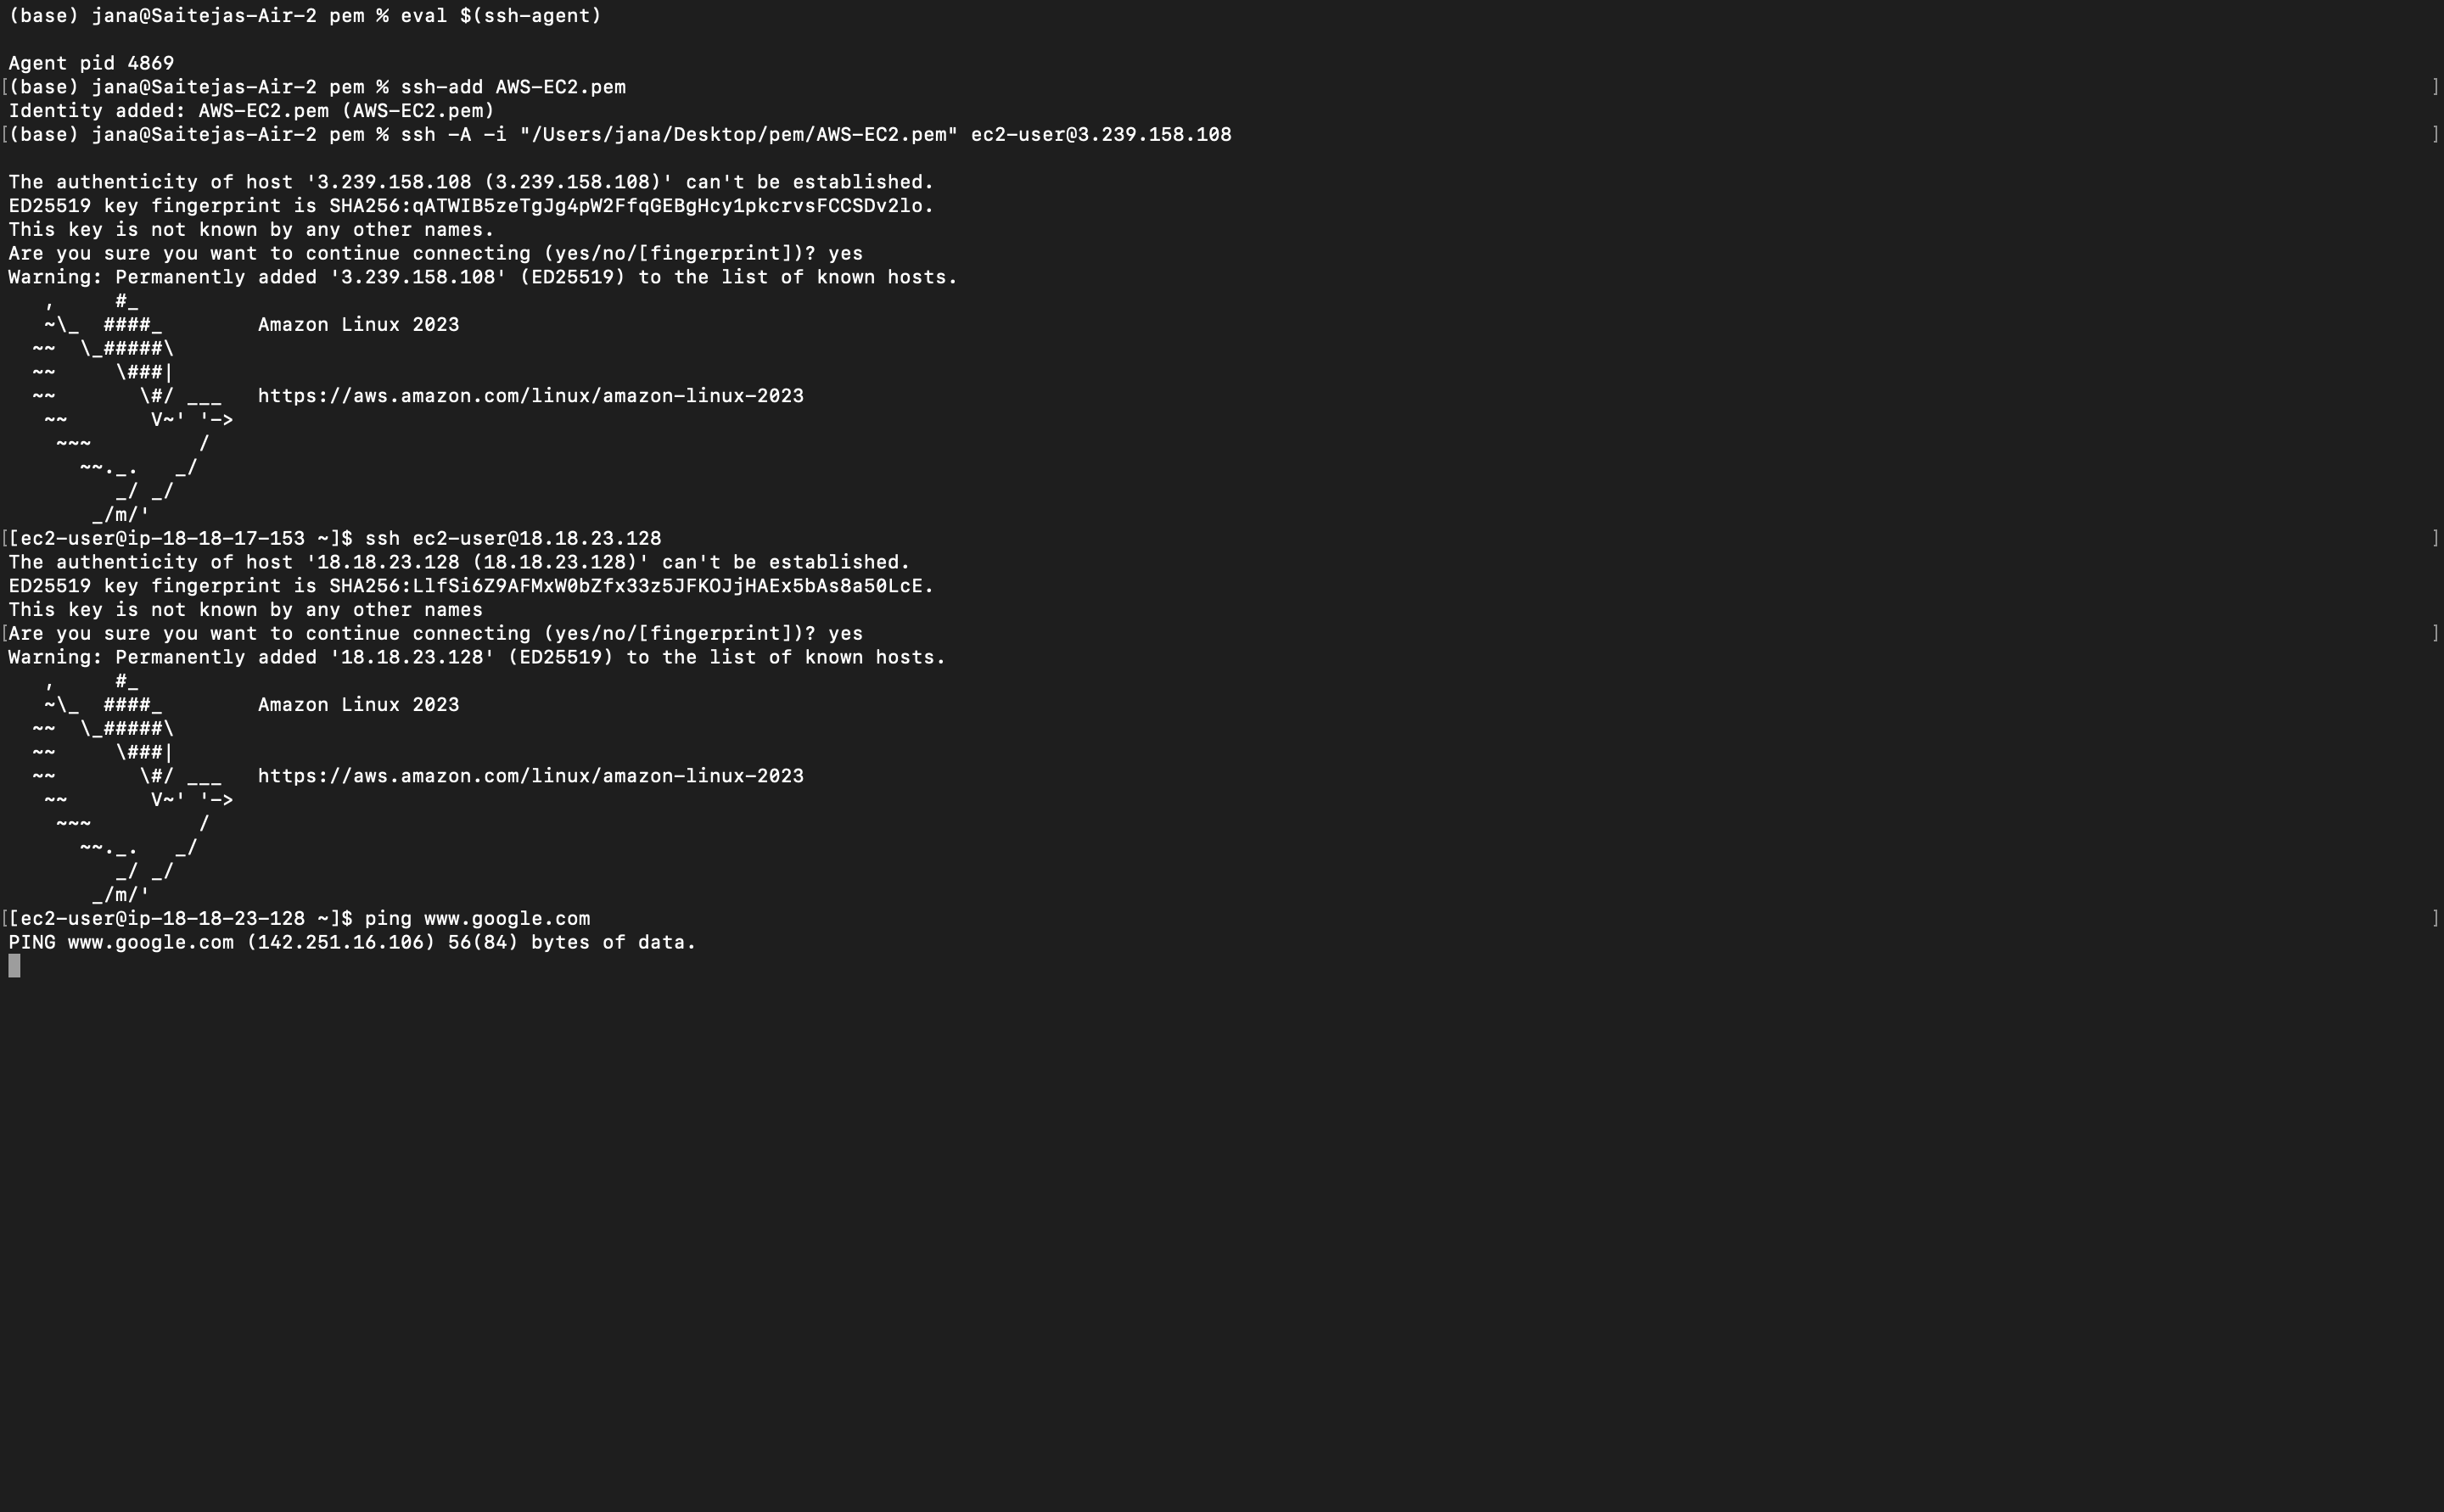 (base) jana@Saitejas-Air-2 pem % eval $(ssh-agent)

Agent pid 4869
[(base) jana@Saitejas-Air-2 pem % ssh-add AWS-EC2.pem ]
Identity added: AWS-EC2.pem (AWS-EC2.pem)
[(base) jana@Saitejas-Air-2 pem % ssh -A -i "/Users/jana/Desktop/pem/AWS-EC2.pem" ec2-user@3.239.158.108 ]

The authenticity of host '3.239.158.108 (3.239.158.108)' can't be established.
ED25519 key fingerprint is SHA256:qATWIB5zeTgJg4pW2FfqGEBgHcy1pkcrvsFCCSDv2lo.
This key is not known by any other names.
Are you sure you want to continue connecting (yes/no/[fingerprint])? yes
Warning: Permanently added '3.239.158.108' (ED25519) to the list of known hosts.
   ,     #_
   ~\_  ####_        Amazon Linux 2023
  ~~  \_#####\
  ~~     \###|
  ~~       \#/ ___   https://aws.amazon.com/linux/amazon-linux-2023
   ~~       V~' '->
    ~~~         /
      ~~._.   _/
         _/ _/
       _/m/'
[[ec2-user@ip-18-18-17-153 ~]$ ssh ec2-user@18.18.23.128 ]
The authenticity of host '18.18.23.128 (18.18.23.128)' can't be established.
ED25519 key fingerprint is SHA256:LlfSi6Z9AFMxW0bZfx33z5JFKOJjHAEx5bAs8a50LcE.
This key is not known by any other names
[Are you sure you want to continue connecting (yes/no/[fingerprint])? yes ]
Warning: Permanently added '18.18.23.128' (ED25519) to the list of known hosts.
   ,     #_
   ~\_  ####_        Amazon Linux 2023
  ~~  \_#####\
  ~~     \###|
  ~~       \#/ ___   https://aws.amazon.com/linux/amazon-linux-2023
   ~~       V~' '->
    ~~~         /
      ~~._.   _/
         _/ _/
       _/m/'
[[ec2-user@ip-18-18-23-128 ~]$ ping www.google.com ]
PING www.google.com (142.251.16.106) 56(84) bytes of data.